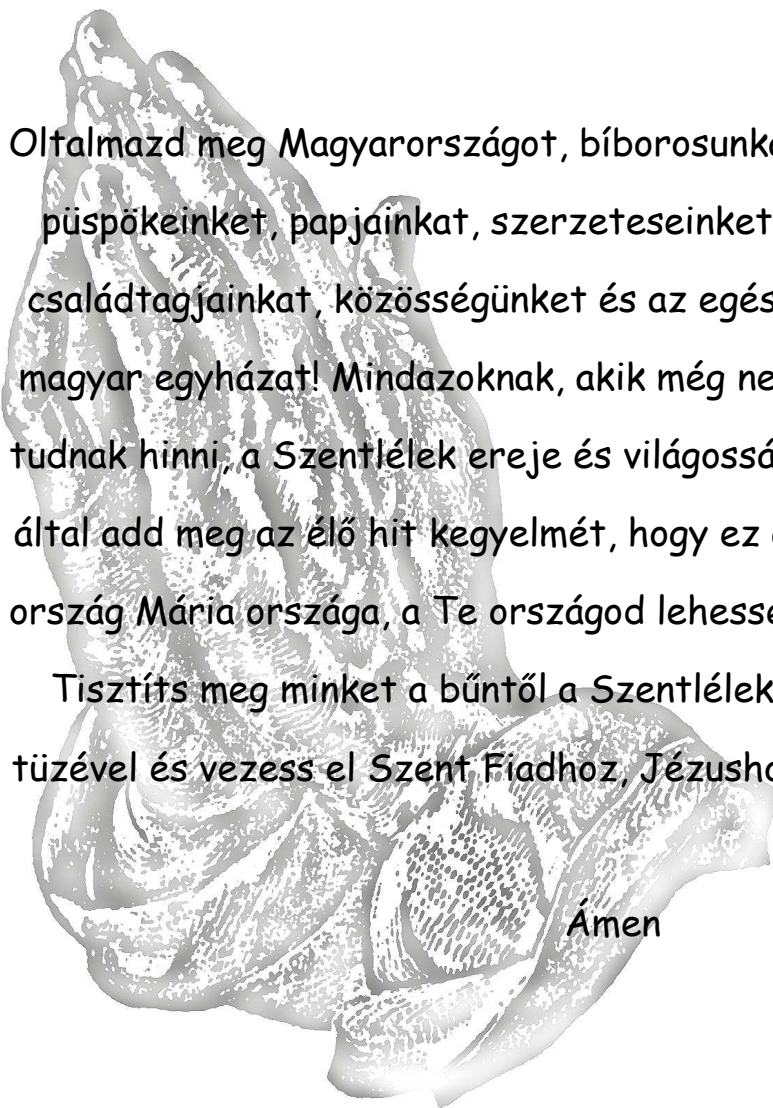 Oltalmazd meg Magyarországot,
püspökeinket, papjainkat, szerzeteseinket
családtagjainkat, közösségünket és az
magyar egyházat! Mindazoknak, akik még
tudnak hinni, a Szentlélek ereje és
által add meg az élő hit kegyelmét, hogy ez
ország Mária országa, a Te országod
Tisztíts meg minket a bűntől a Szentlélek
tüzével és vezess el Szent Fiadhoz,
Ámen